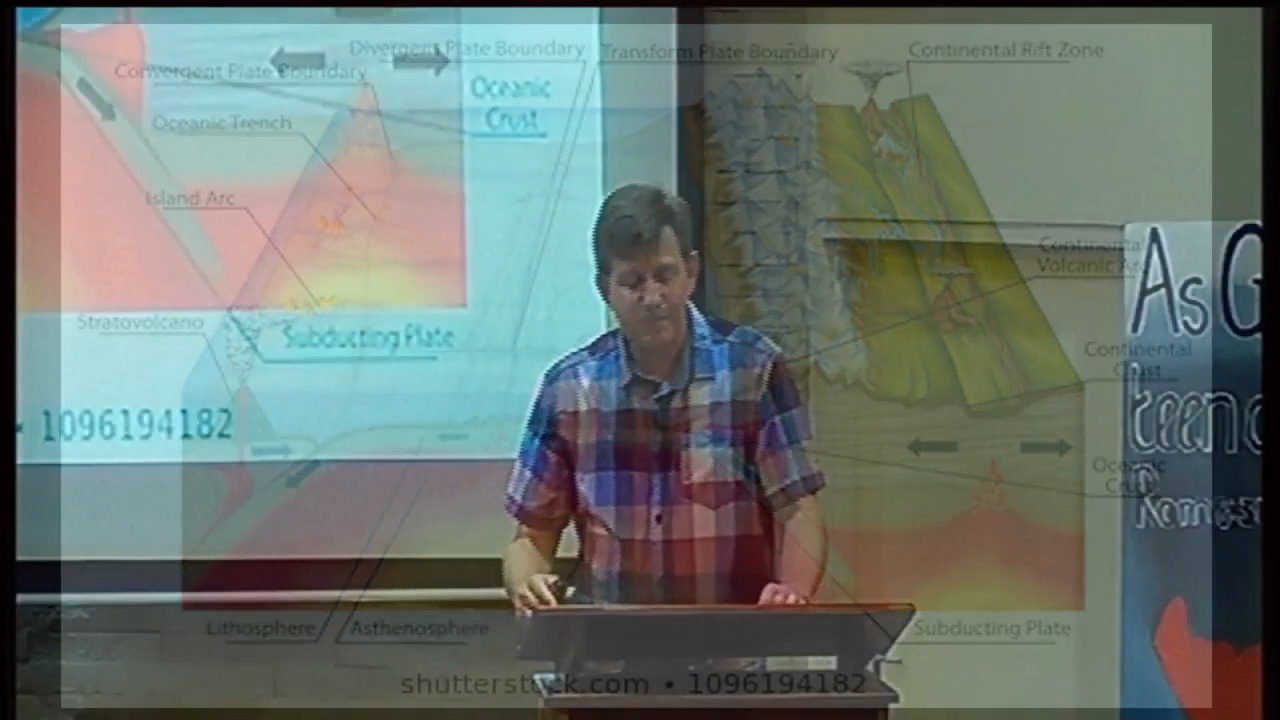 Divergent Plate Boundary
Transform Plate Boundary
Continental Rift Zone
Convergent Plate Boundary
Oceanic
Crust
Oceanic Trench
Island Arc
Continental
Volcanic Arc
As
Stratovolcano
Subducting Plate
Continental
Crust
1096194182
Oceanic
Crust
Lithosphere
Asthenosphere
Subducting Plate
shutterstock.com • 1096194182